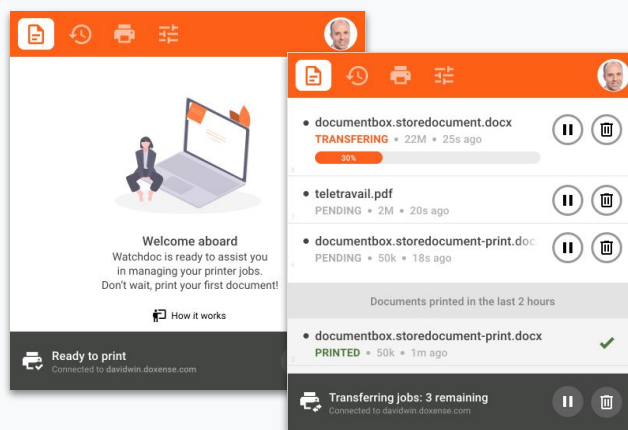 Welcome aboard
Watchdoc is ready to assist you
in managing your printer jobs.
Don't wait, print your first document!
How it works
Ready to print
Connected to davidwin.doxense.com
documentbox.storedocument.docx
TRANSFERING • 22M • 25s ago
30%
teletravail.pdf
PENDING • 2M • 20s ago
documentbox.storedocument-print.doc
PENDING • 50k • 18s ago
Documents printed in the last 2 hours
documentbox.storedocument-print.docx
PRINTED • 50k • 1m ago
Transferring jobs: 3 remaining
Connected to davidwin.doxense.com